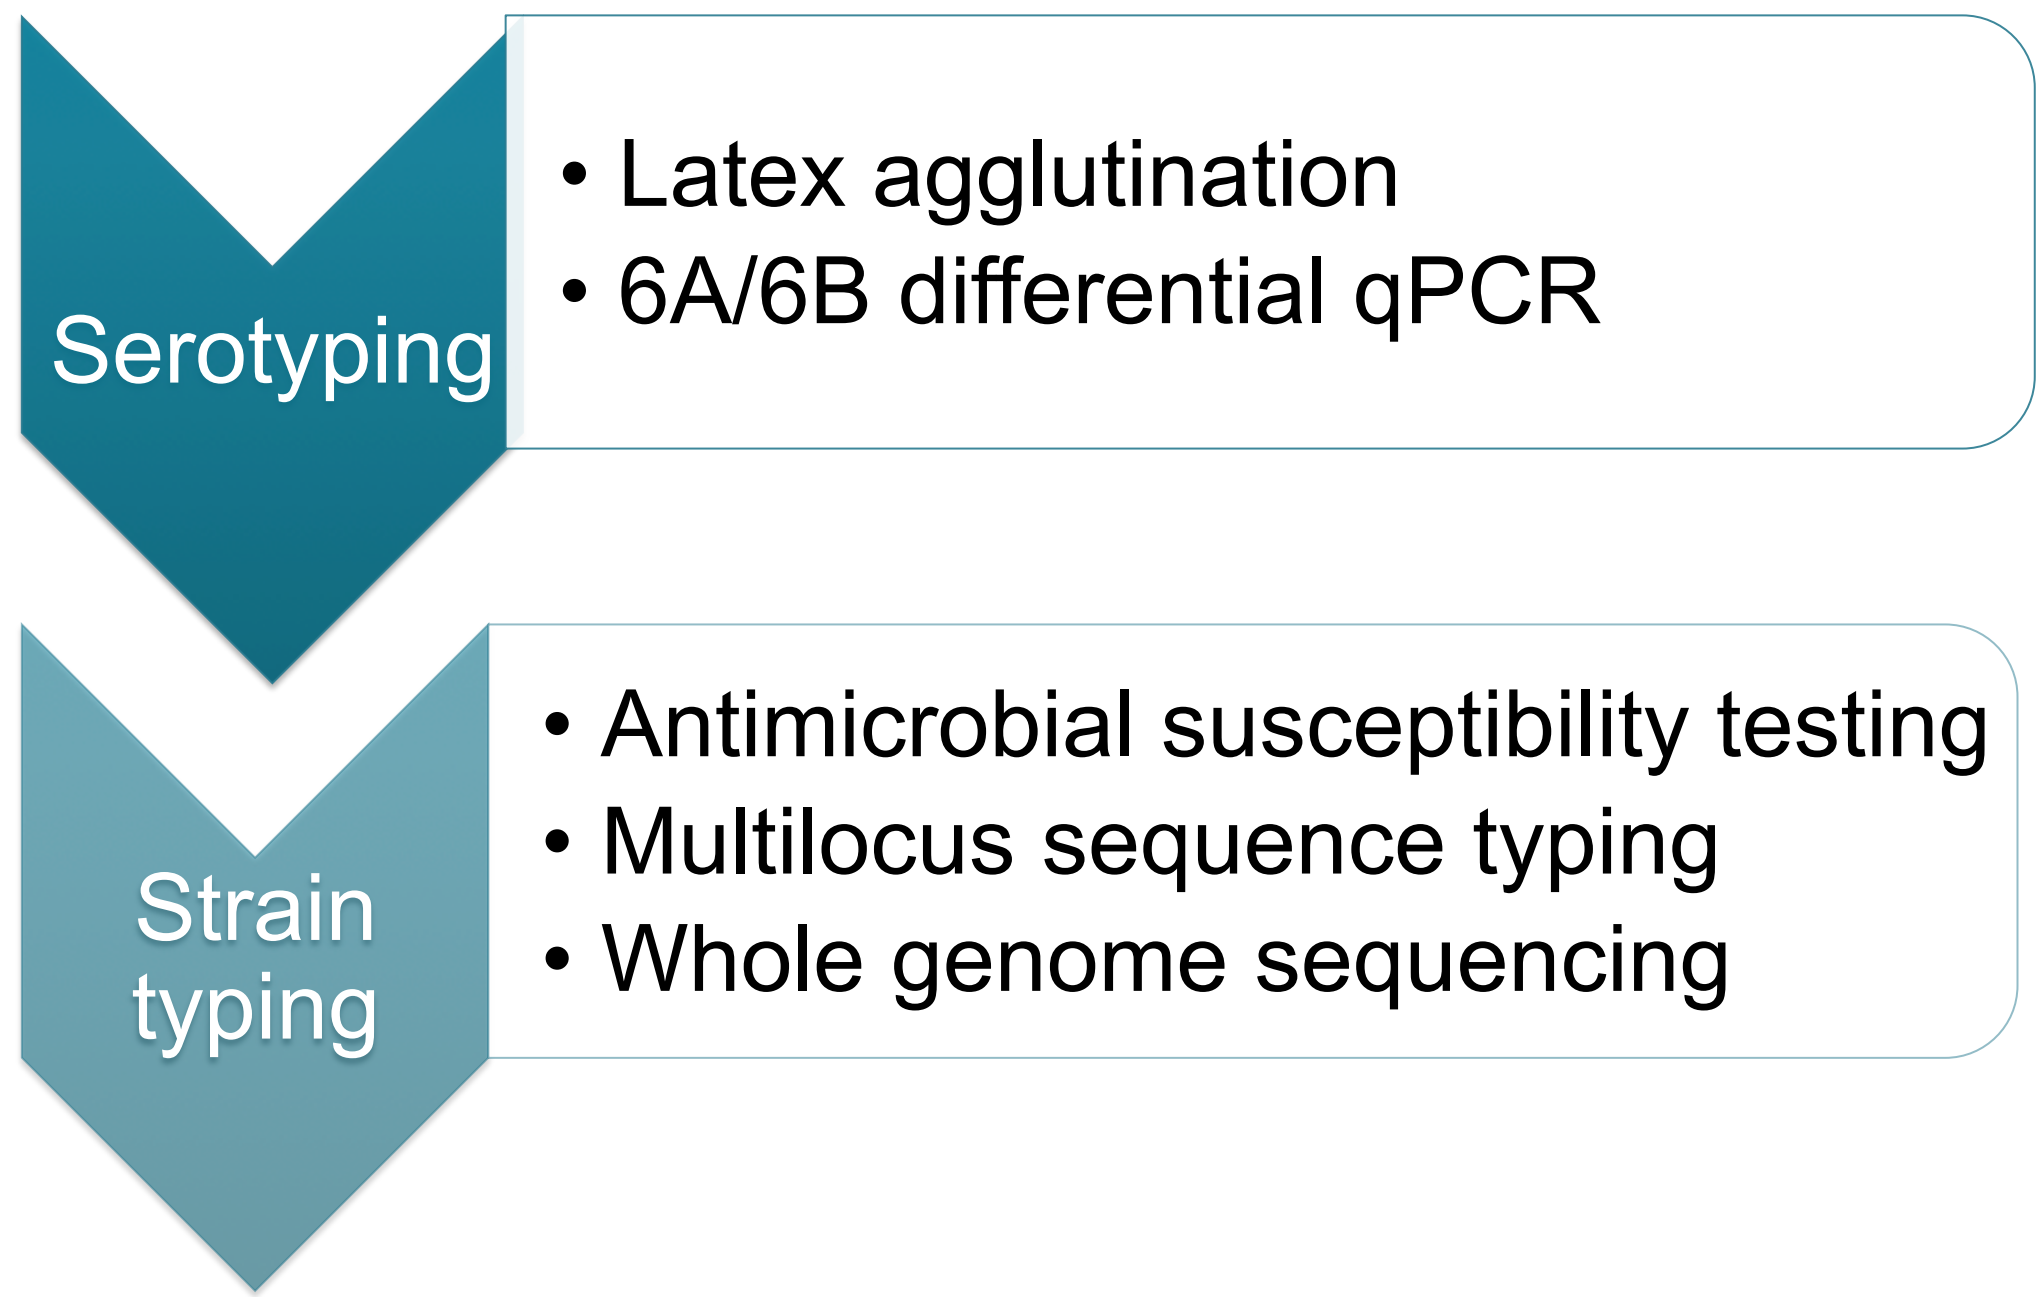 Serotyping
• Latex agglutination
• 6A/6B differential qPCR
Strain
typing
• Antimicrobial susceptibility testing
• Multilocus sequence typing
• Whole genome sequencing